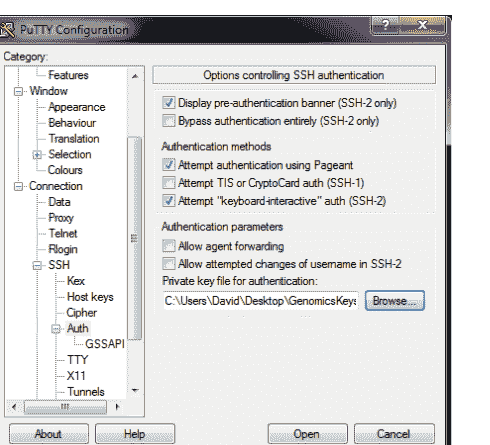 PuTTY Configuration
?
X
Category:
Features
Window
Appearance
Behaviour
Translation
Selection
Colours
Connection
Data
Proxy
Telnet
Rlogin
SSH
Kex
Host keys
Cipher
Auth
GSSAPI
TTY
X11
Tunnels
Options controlling SSH authentication
Display pre-authentication banner (SSH-2 only)
Bypass authentication entirely (SSH-2 only)
Authentication methods
Attempt authentication using Pageant
Attempt TIS or CryptoCard auth (SSH-1)
Attempt "keyboard-interactive" auth (SSH-2)
Authentication parameters
Allow agent forwarding
Allow attempted changes of username in SSH-2
Private key file for authentication:
C:\Users\David\Desktop\GenomicsKeys Browse...
About Help Open Cancel